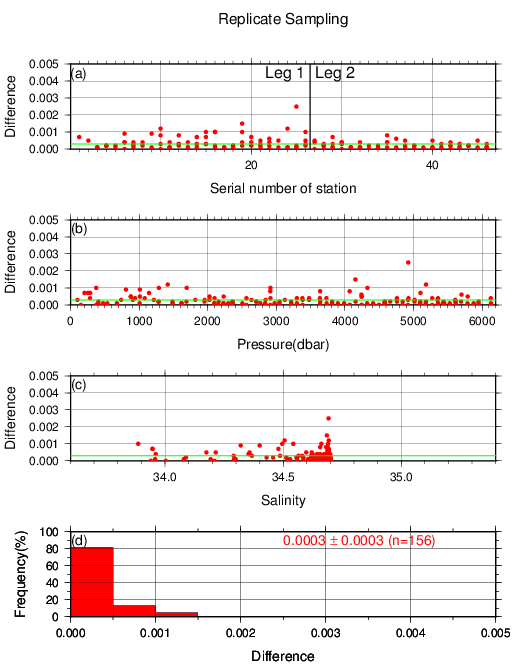 Replicate Sampling
0.005
0.004
0.003
0.002
0.001
0.000
Difference
(a)
Leg 1
Leg 2
20
40
Serial number of station
0.005
0.004
0.003
0.002
0.001
0.000
Difference
(b)
0
1000
2000
3000
4000
5000
6000
Pressure(dbar)
0.005
0.004
0.003
0.002
0.001
0.000
Difference
(c)
34.0
34.5
35.0
Salinity
100
80
60
40
20
0
Frequency(%)
(d)
0.0003 ± 0.0003 (n=156)
0.000
0.001
0.002
0.003
0.004
0.005
Difference